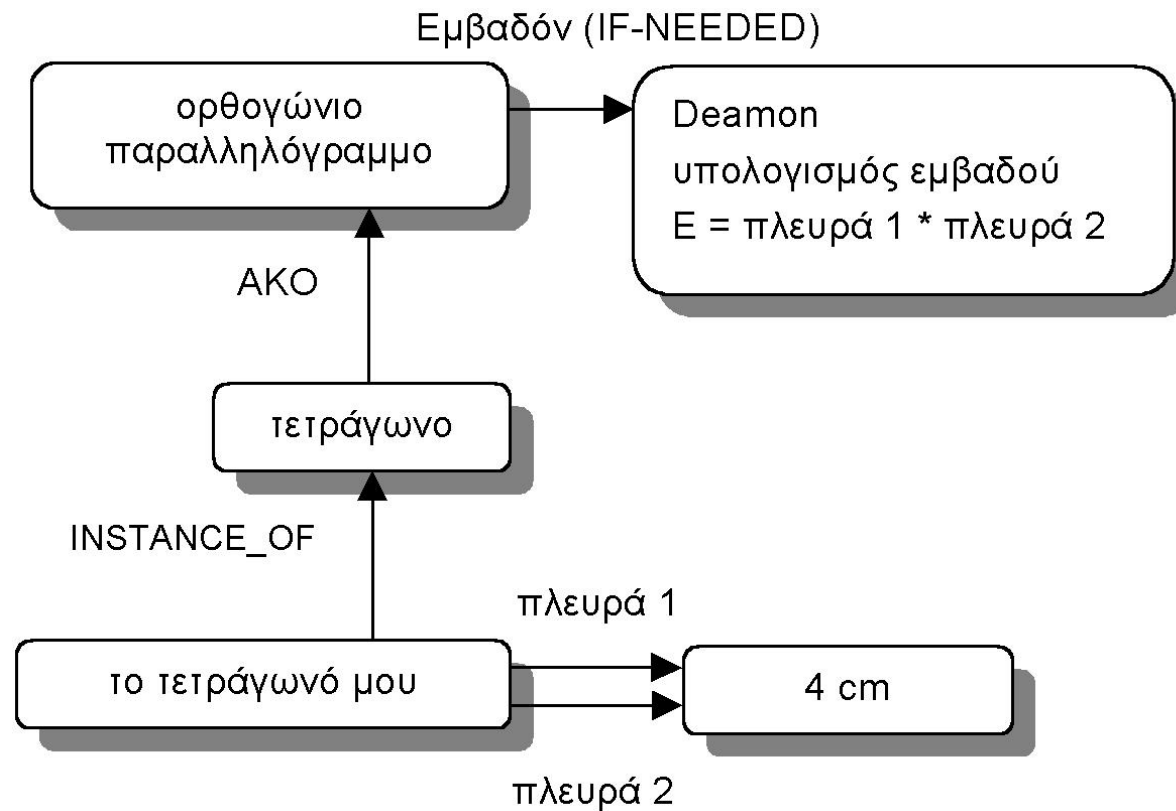 Εμβαδόν (IF-NEEDED)
ορθογώνιο
παραλληλόγραμμο
Deamon
υπολογισμός εμβαδού
Ε = πλευρά 1 * πλευρά 2
AKO
τετράγωνο
INSTANCE_OF
πλευρά 1
το τετράγωνό μου
4 cm
πλευρά 2